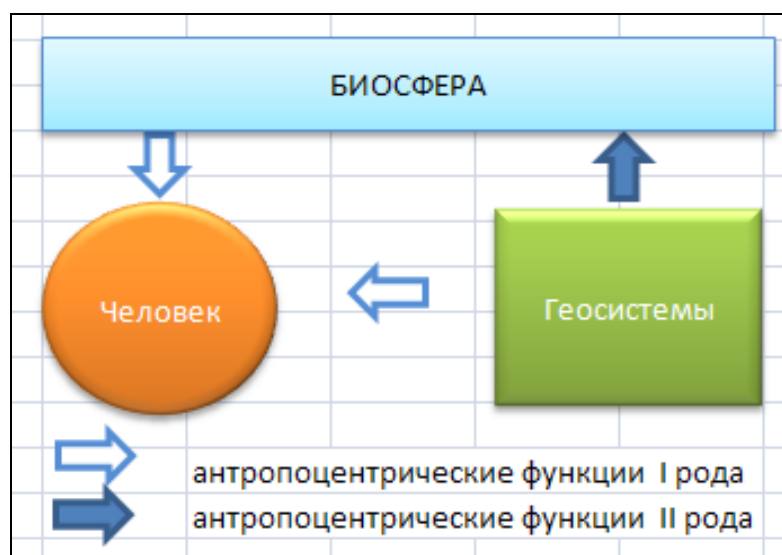 БИОСФЕРА
Человек
Геосистемы
антропоцентрические функции I рода
антропоцентрические функции II рода